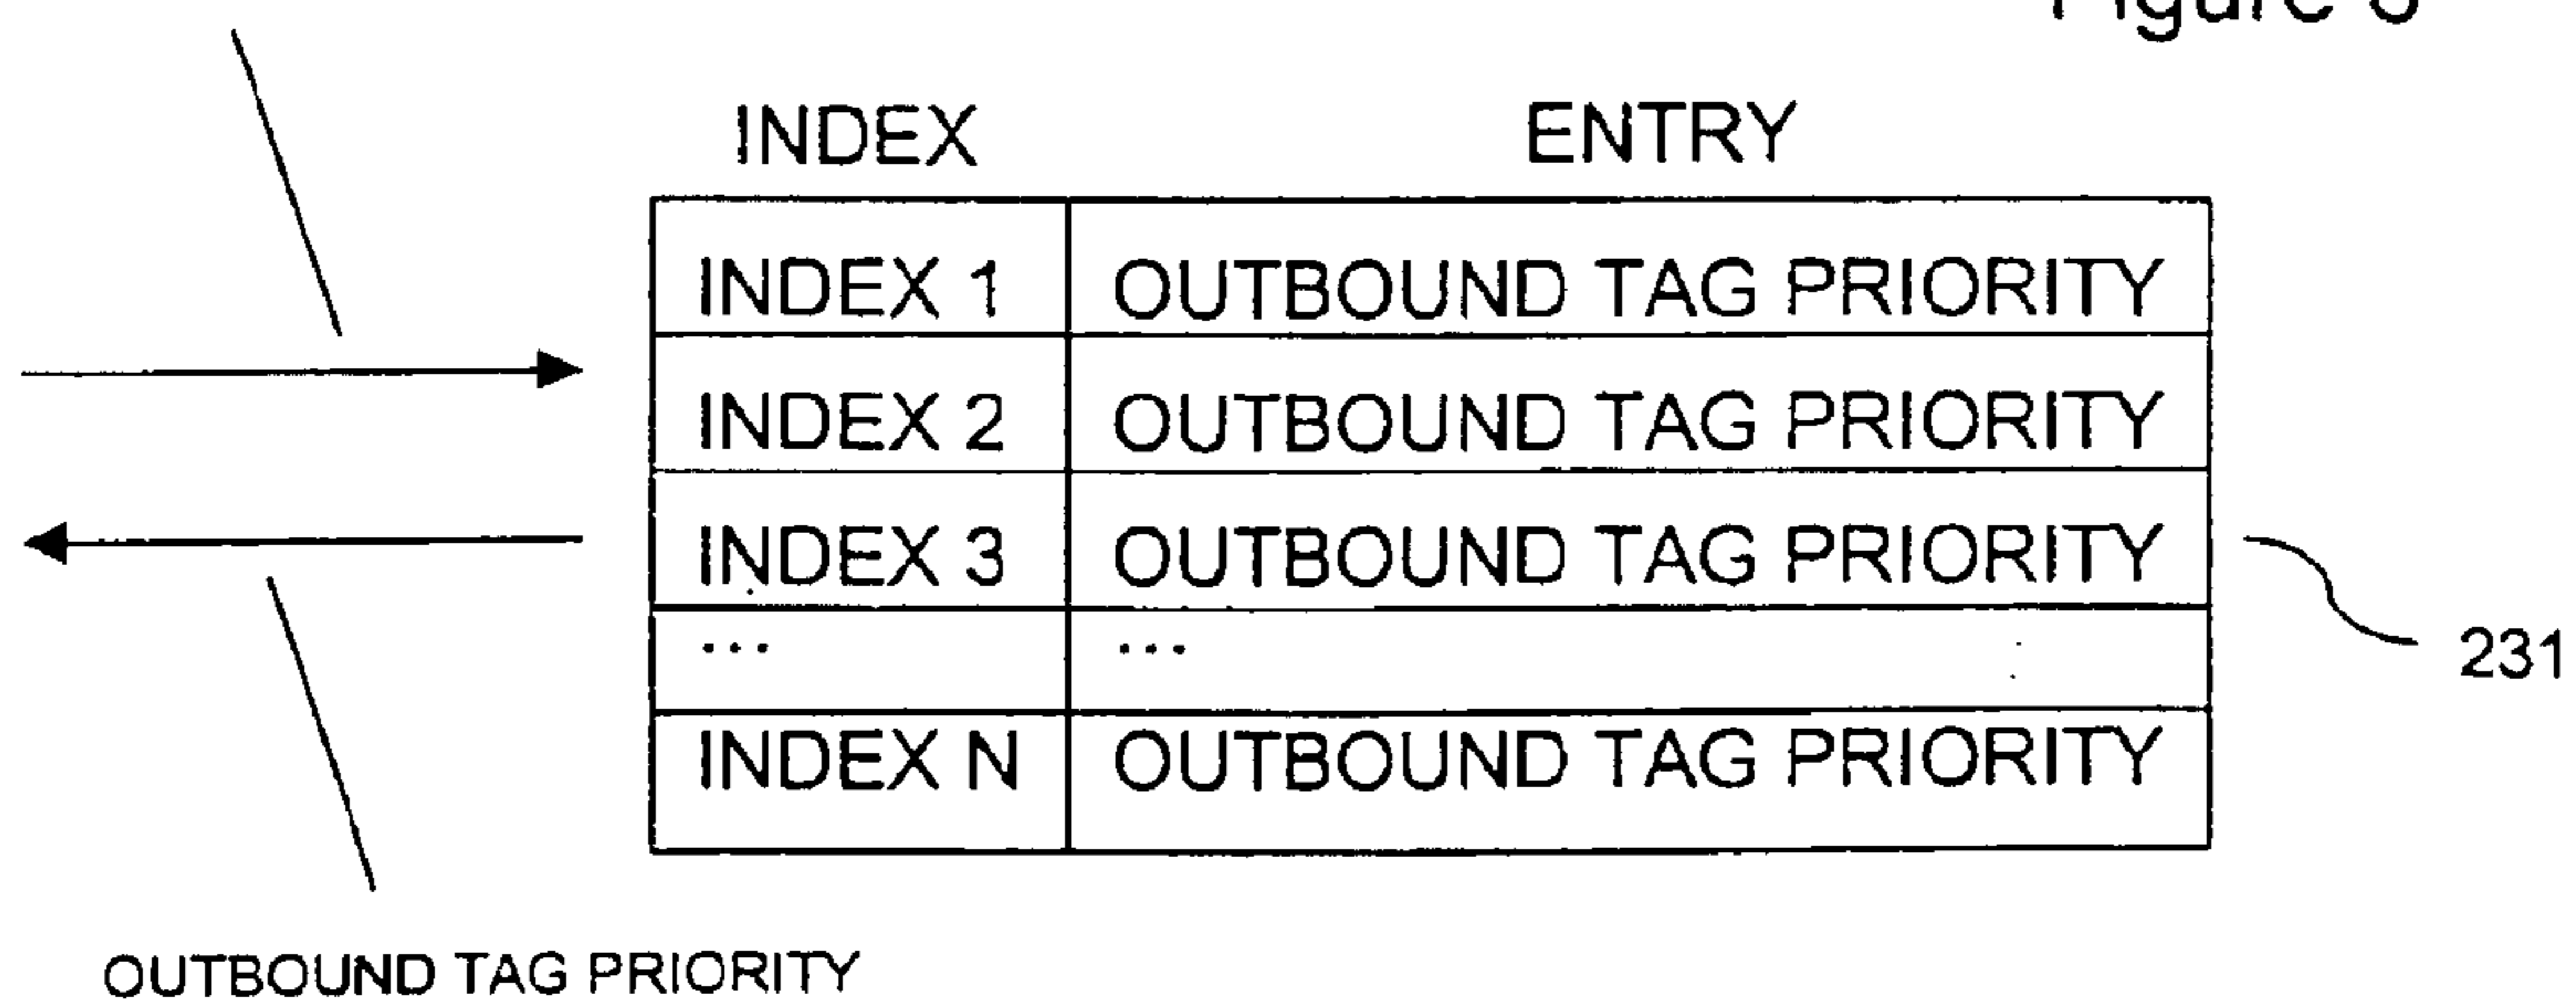 INDEX ENTRY
INDEX 1 OUTBOUND TAG PRIORITY
INDEX 2 OUTBOUND TAG PRIORITY
INDEX 3 OUTBOUND TAG PRIORITY
... ...
231
INDEX N OUTBOUND TAG PRIORITY
OUTBOUND TAG PRIORITY